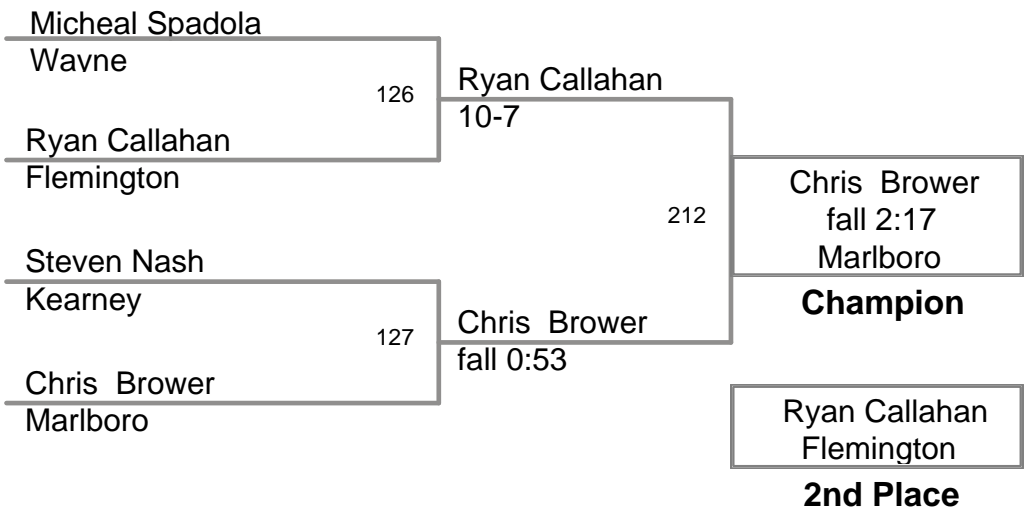 Micheal Spadola
Wayne
126
Ryan Callahan
Flemington
Ryan Callahan
10-7
Steven Nash
Kearney
127
Chris Brower
Marlboro
Chris Brower
fall 0:53
212
Chris Brower
fall 2:17
Marlboro
Champion
Ryan Callahan
Flemington
2nd Place